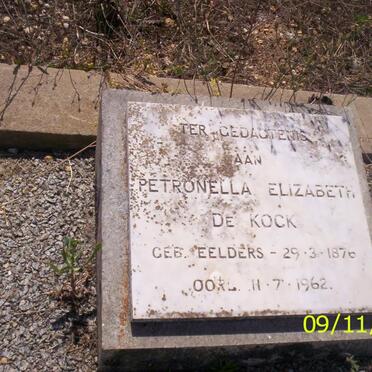 TER GEDAGTENIS
AAN
PETRONELLA ELIZABETH
DE KOCK
GEB. EELDERS - 29·3·1876
OORL. 11·7·1962.
09/11/